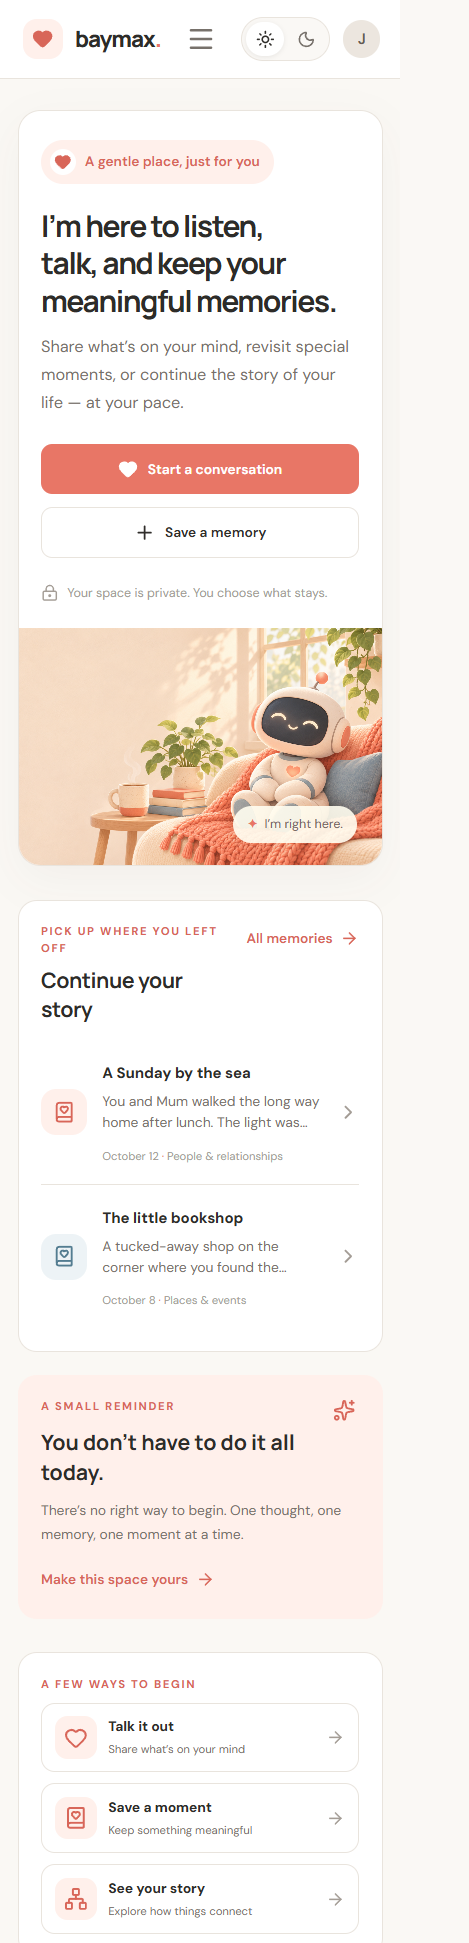 baymax.
J
A gentle place, just for you
I’m here to listen,
talk, and keep your
meaningful memories.
Share what’s on your mind, revisit special
moments, or continue the story of your
life — at your pace.
Start a conversation
Save a memory
Your space is private. You choose what stays.
I’m right here.
PICK UP WHERE YOU LEFT
OFF
All memories
Continue your
story
A Sunday by the sea
You and Mum walked the long way
home after lunch. The light was…
October 12 · People & relationships
The little bookshop
A tucked-away shop on the
corner where you found the…
October 8 · Places & events
A SMALL REMINDER
You don’t have to do it all
today.
There’s no right way to begin. One thought, one
memory, one moment at a time.
Make this space yours
A FEW WAYS TO BEGIN
Talk it out
Share what’s on your mind
Save a moment
Keep something meaningful
See your story
Explore how things connect